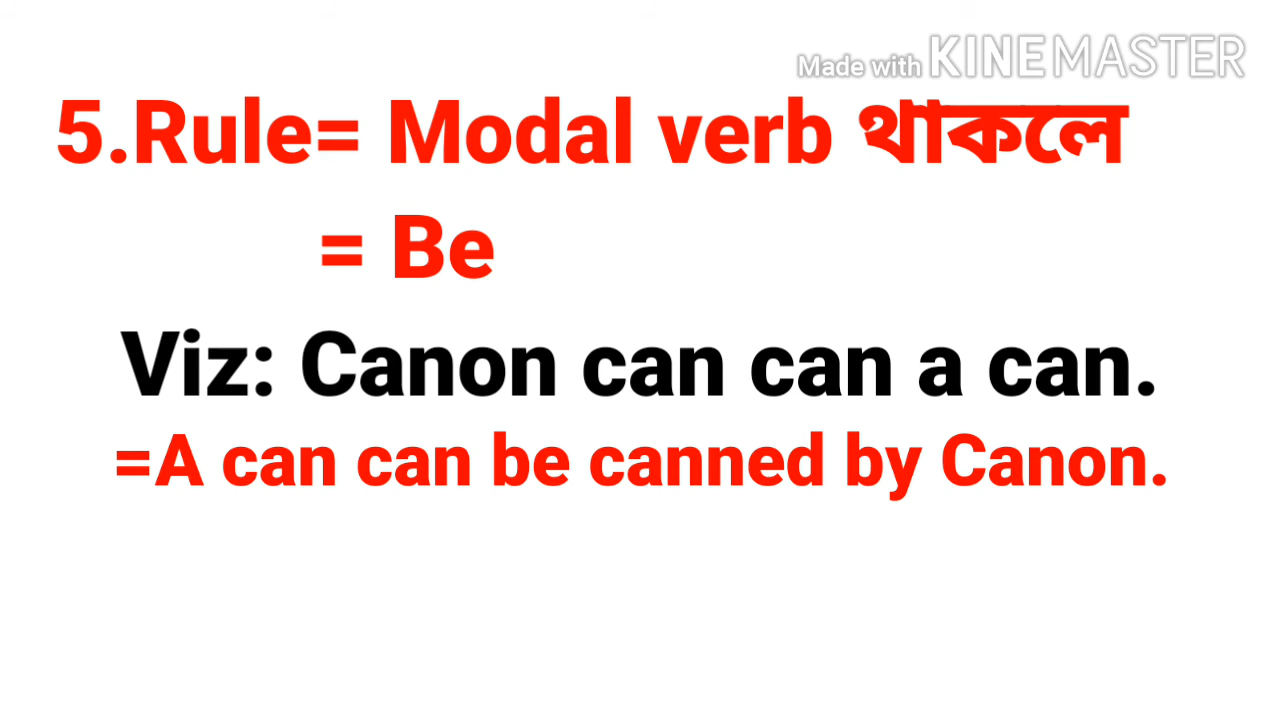 Made with KINEMASTER
5.Rule= Modal verb থাকলে
= Be
Viz: Canon can can a can.
=A can can be canned by Canon.